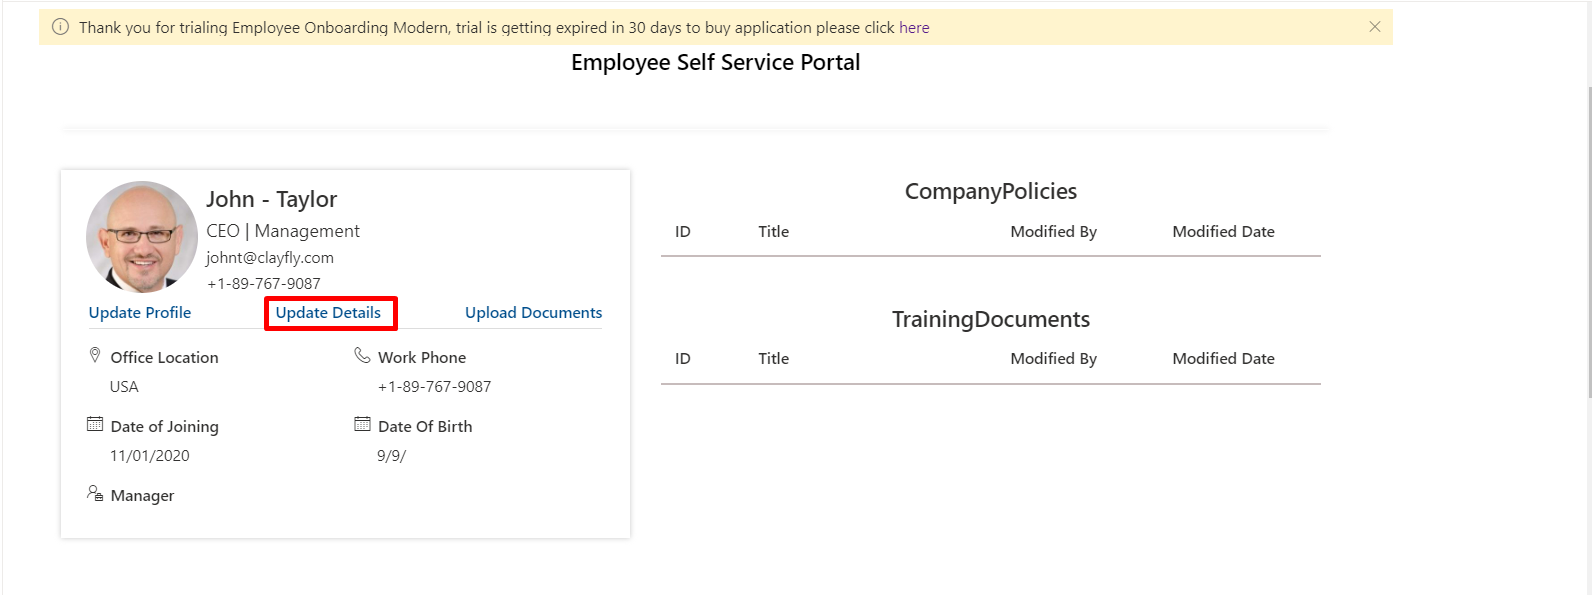 Thank you for trialing Employee Onboarding Modern, trial is getting expired in 30 days to buy application please click here
Employee Self Service Portal
John - Taylor
CEO | Management
johnt@clayfly.com
+1-89-767-9087
Update Profile Update Details Upload Documents
Office Location Work Phone
USA +1-89-767-9087
Date of Joining Date Of Birth
11/01/2020 9/9/
Manager
CompanyPolicies
ID Title Modified By Modified Date
TrainingDocuments
ID Title Modified By Modified Date